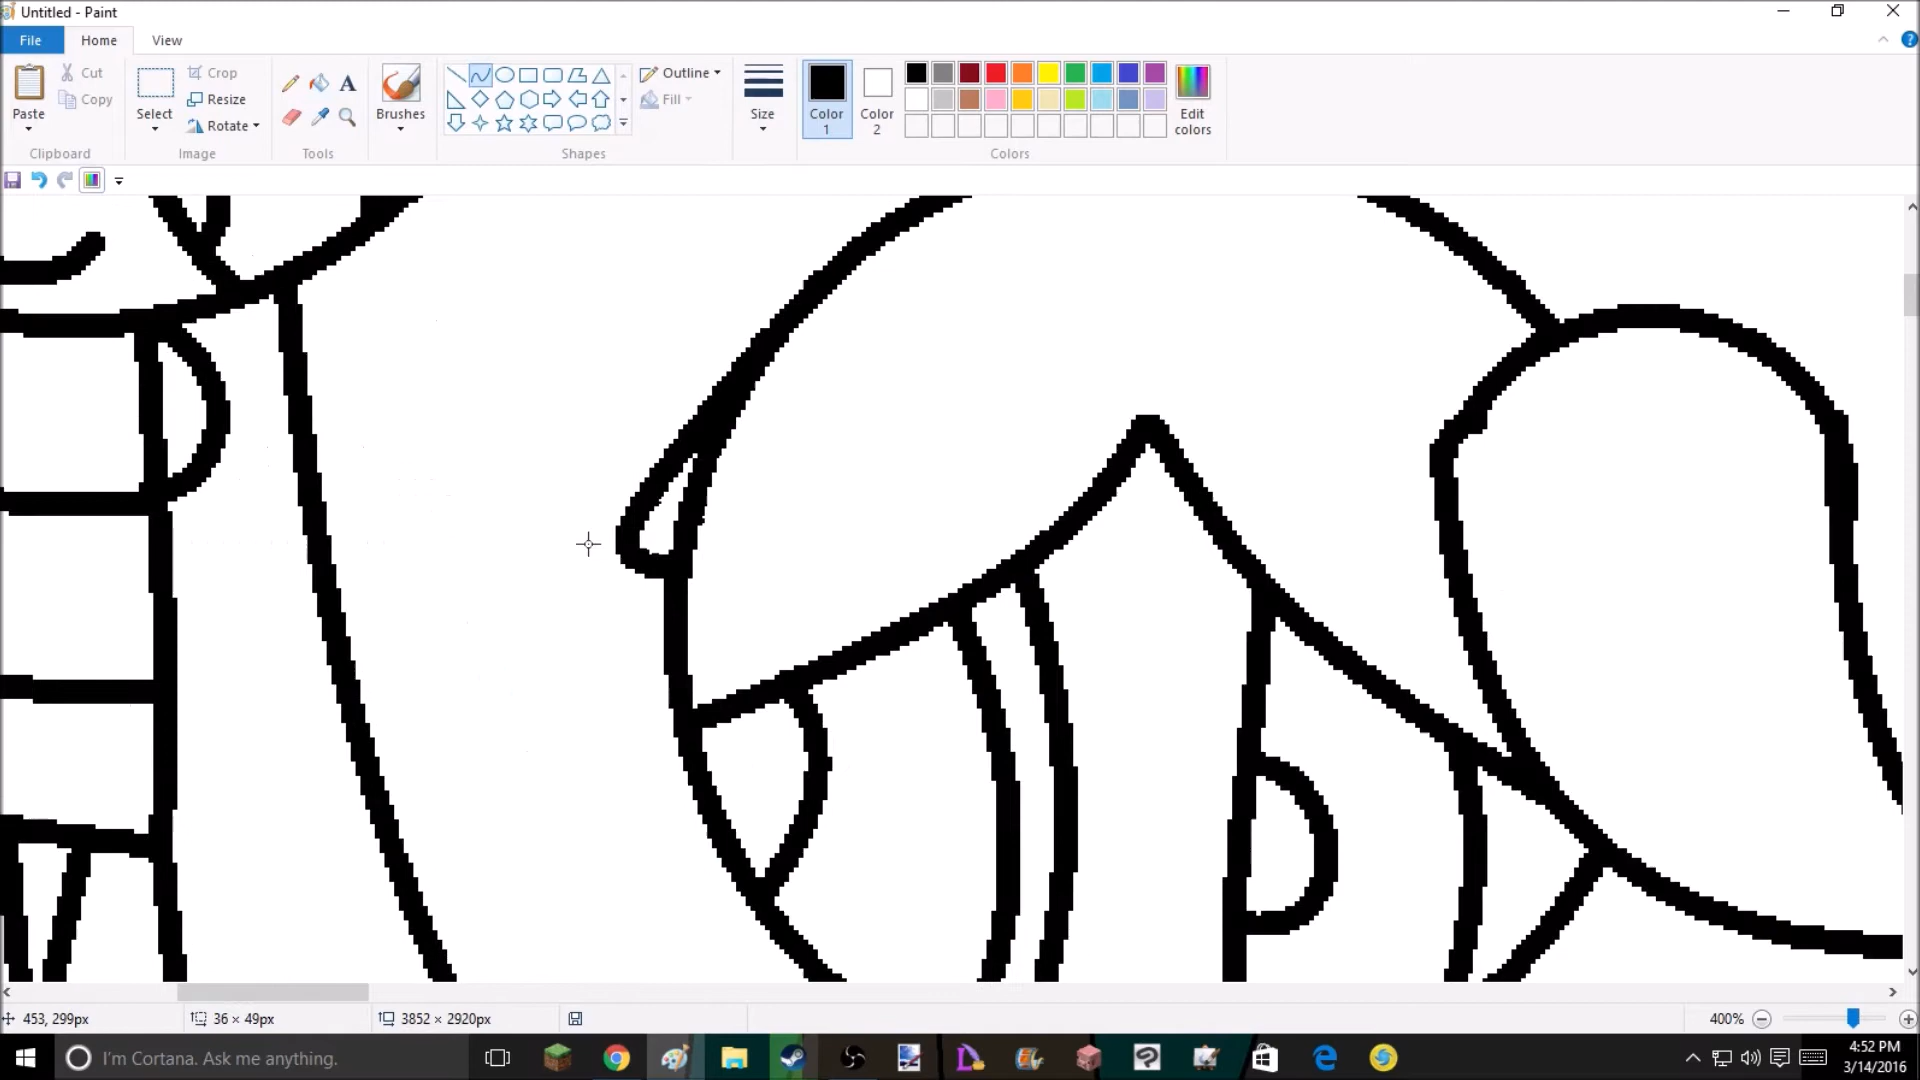 Untitled - Paint
File Home View
Paste Cut Copy
Clipboard
Select Crop Resize Rotate
Image
A
Tools
Brushes
Outline Fill
Shapes
Size
Color 1 Color 2
Edit colors
Colors
453, 299px 36 × 49px 3852 × 2920px 400%
I'm Cortana. Ask me anything.
4:52 PM
3/14/2016